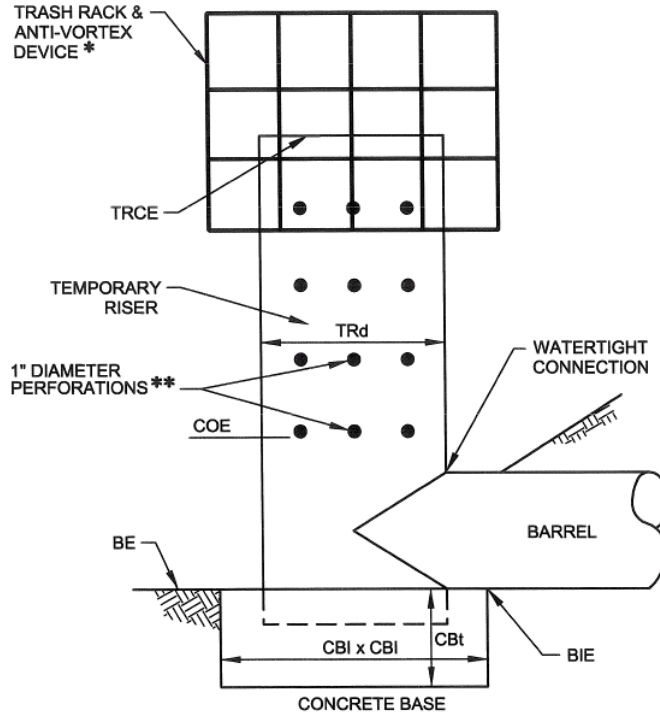 TRASH RACK &
ANTI-VORTEX
DEVICE *
TRCE
TEMPORARY
RISER
TRd
WATERTIGHT
CONNECTION
1" DIAMETER
PERFORATIONS **
COE
BARREL
BE
CBl x CBl
CBt
BIE
CONCRETE BASE